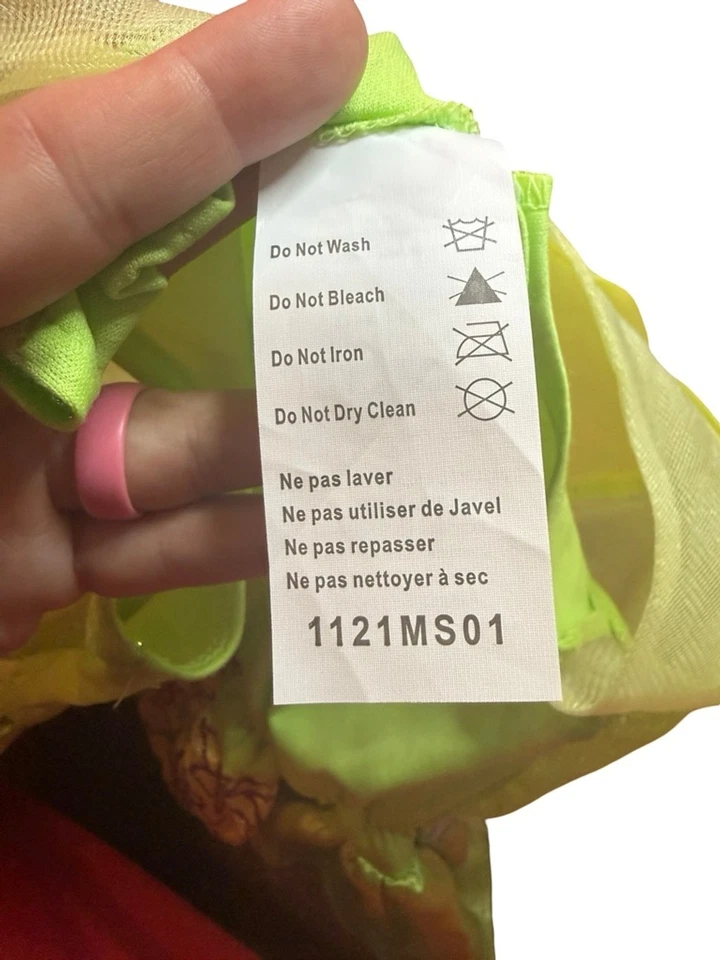 Do Not Wash
Do Not Bleach
Do Not Iron
Do Not Dry Clean
Ne pas laver
Ne pas utiliser de Javel
Ne pas repasser
Ne pas nettoyer à sec
1121MS01